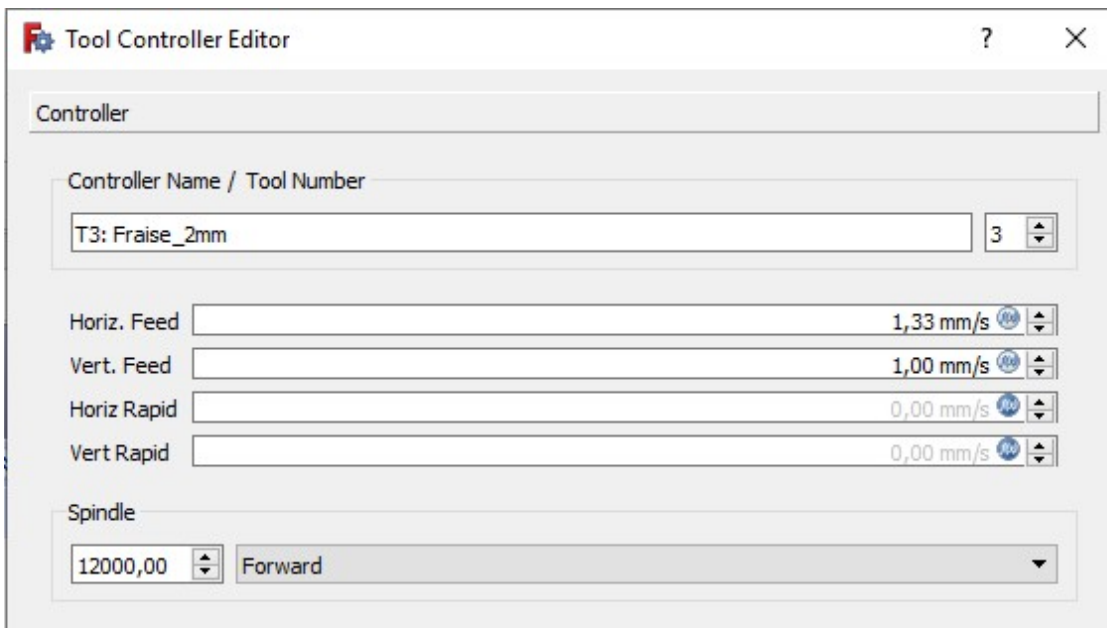 Tool Controller Editor ? ×
Controller
Controller Name / Tool Number
T3: Fraise_2mm 3
Horiz. Feed 1,33 mm/s
Vert. Feed 1,00 mm/s
Horiz Rapid 0,00 mm/s
Vert Rapid 0,00 mm/s
Spindle
12000,00 Forward